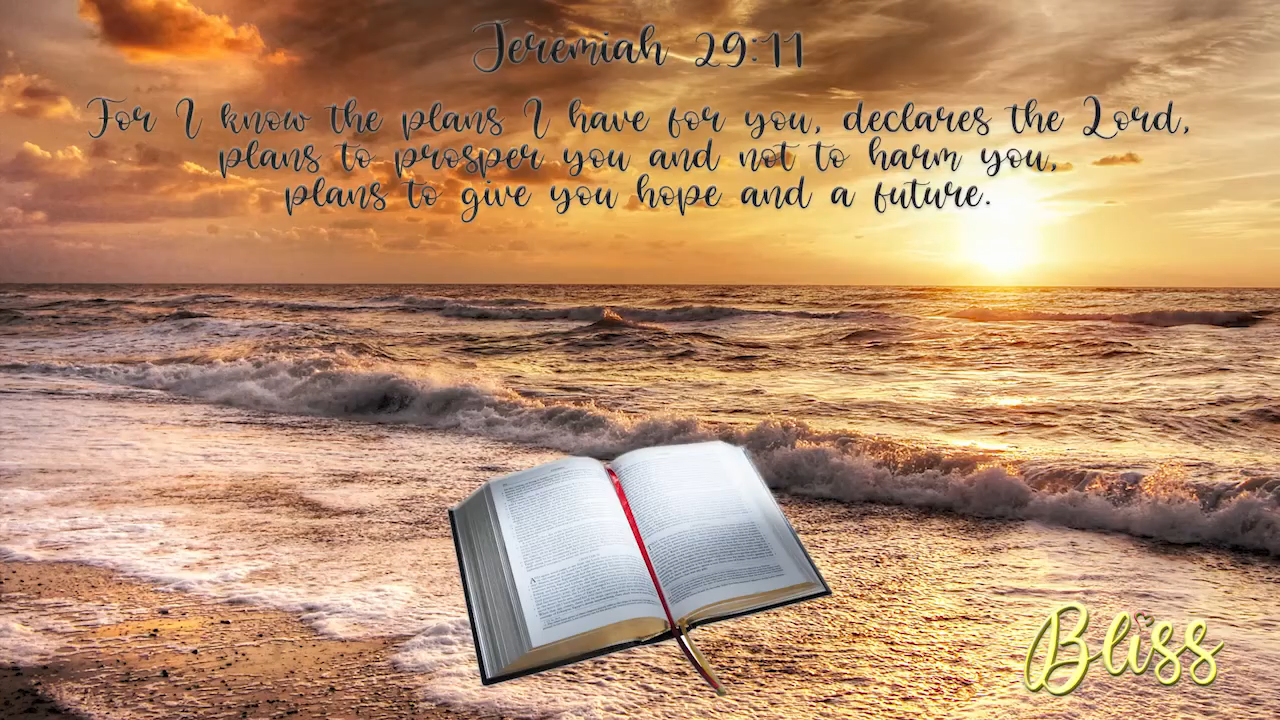 Jeremiah 29:11
For I know the plans I have for you, declares the Lord,
plans to prosper you and not to harm you,
plans to give you hope and a future.
Bliss